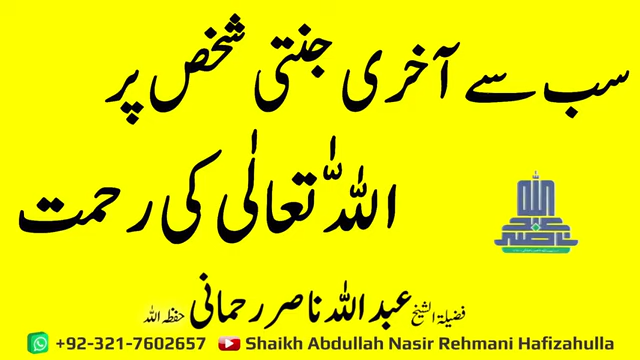 سب سے آخری جنتی شخص پر
اللہ تعالیٰ کی رحمت
فضیلۃ الشیخ عبداللہ ناصر رحمانی حفظہ اللہ
+92-321-7602657 Shaikh Abdullah Nasir Rehmani Hafizahulla